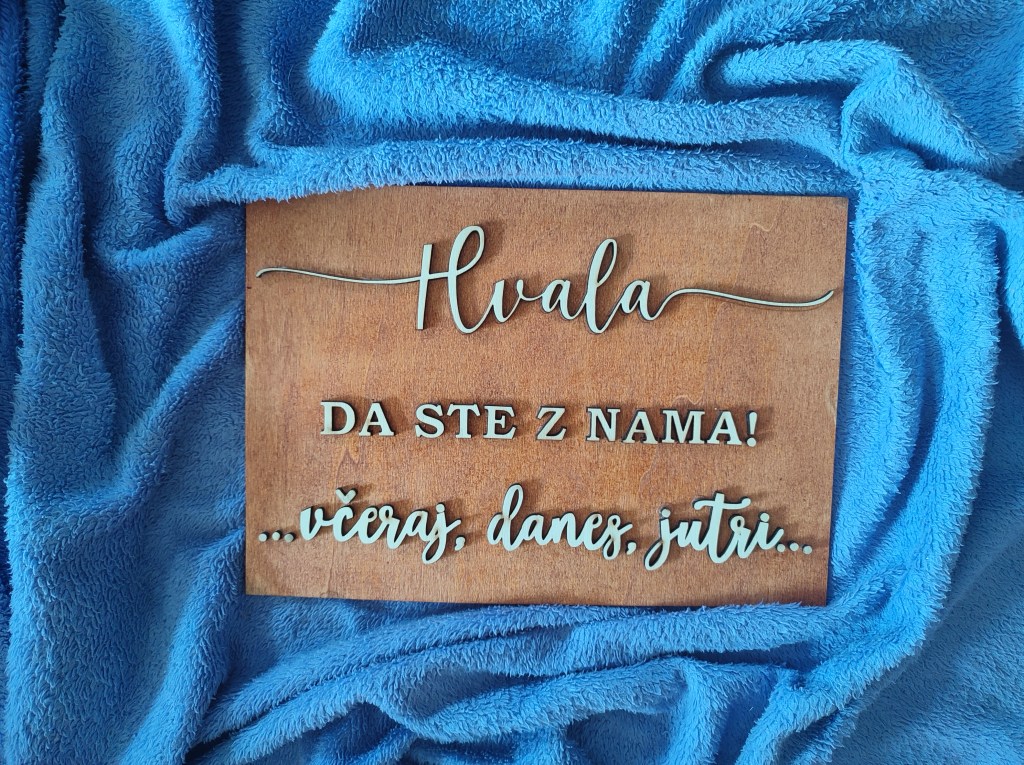 Hvala
DA STE Z NAMA!
...včeraj, danes, jutri...